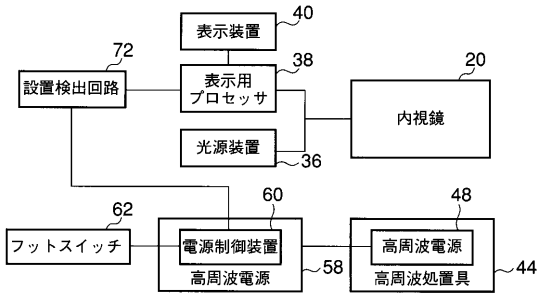 40
表示装置
72
38
20
設置検出回路
表示用
プロセッサ
内視鏡
光源装置
36
62
60
48
フットスイッチ
電源制御装置
高周波電源
高周波電源
58
高周波処置具
44